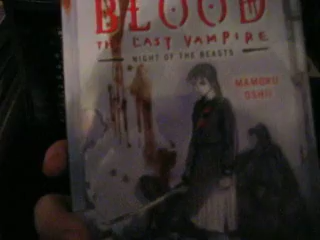 BLOOD
THE LAST VAMPIRE
NIGHT OF THE BEASTS
MAMORU
OSHII